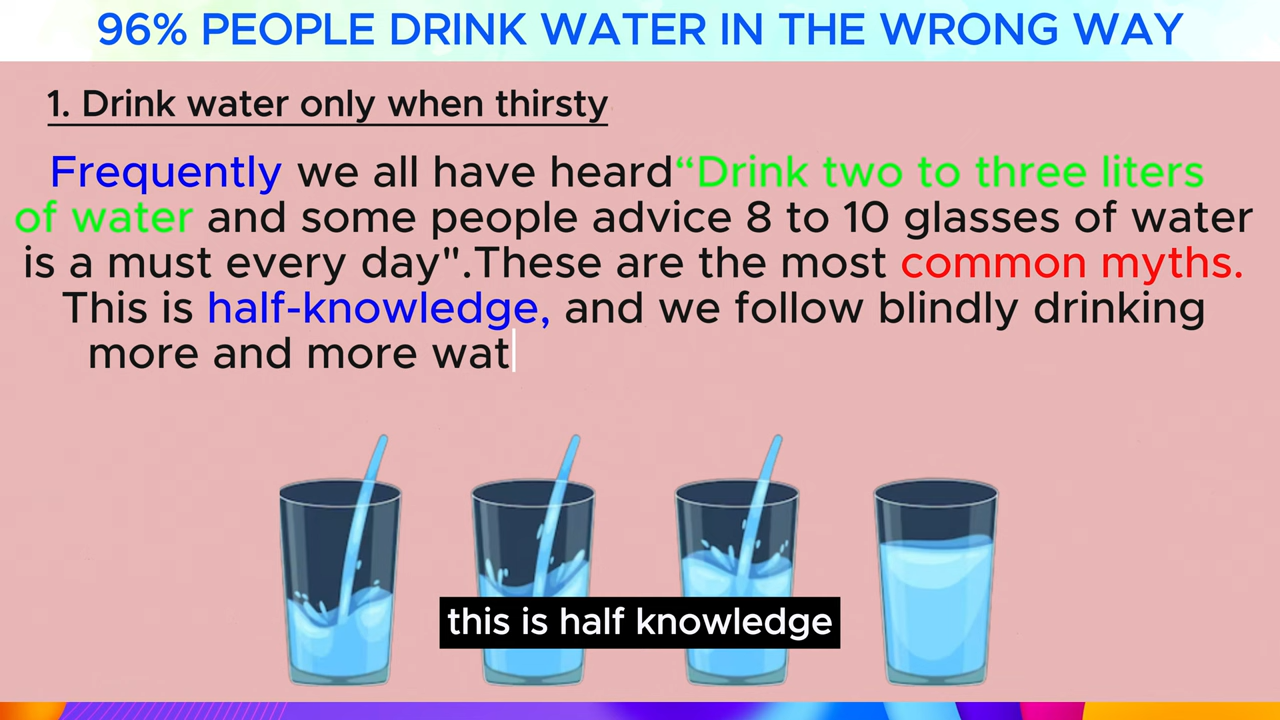 96% PEOPLE DRINK WATER IN THE WRONG WAY
1. Drink water only when thirsty
Frequently we all have heard“Drink two to three liters
of water and some people advice 8 to 10 glasses of water
is a must every day".These are the most common myths.
This is half-knowledge, and we follow blindly drinking
more and more wat
this is half knowledge